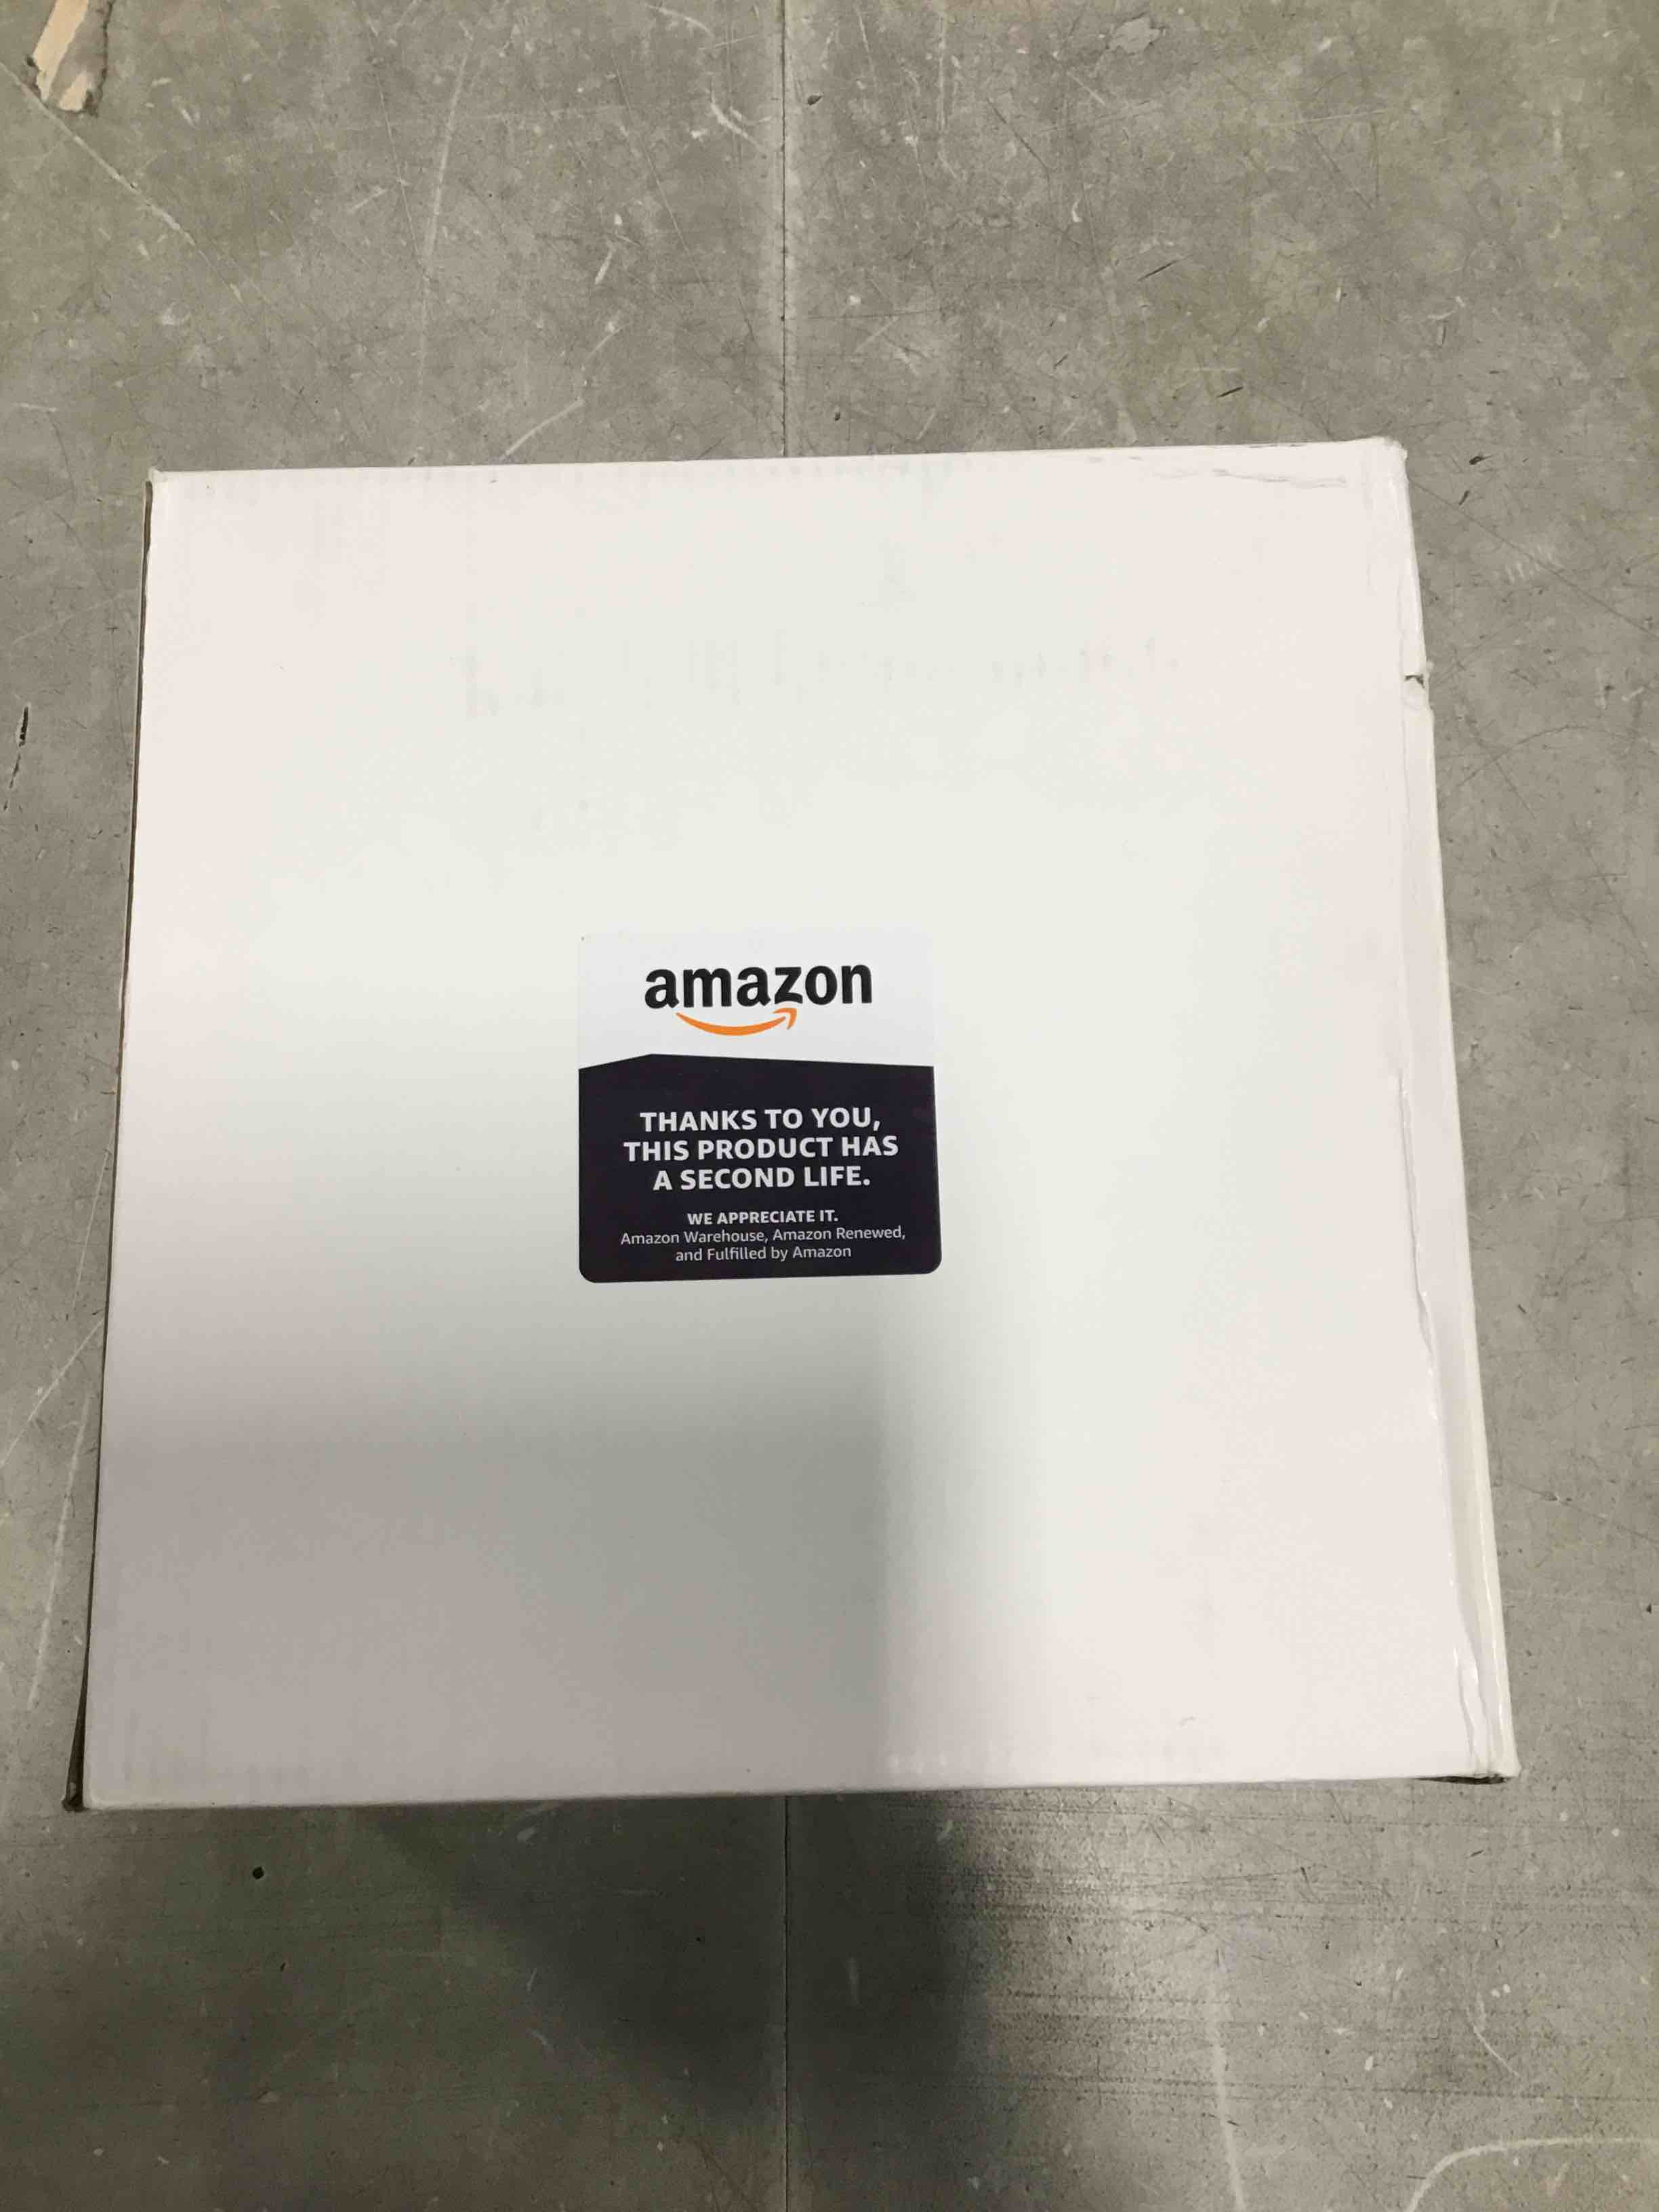 amazon
THANKS TO YOU,
THIS PRODUCT HAS
A SECOND LIFE.
WE APPRECIATE IT.
Amazon Warehouse, Amazon Renewed,
and Fulfilled by Amazon